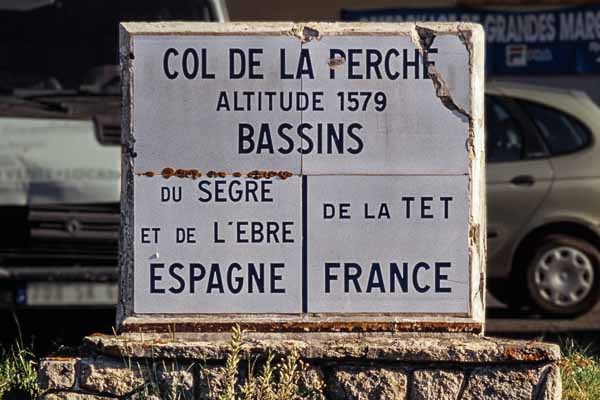 COL DE LA PERCHE
ALTITUDE 1579
BASSINS
DU SEGRE
ET DE L'EBRE
ESPAGNE
DE LA TET
FRANCE
GRANDES MAR
FILA